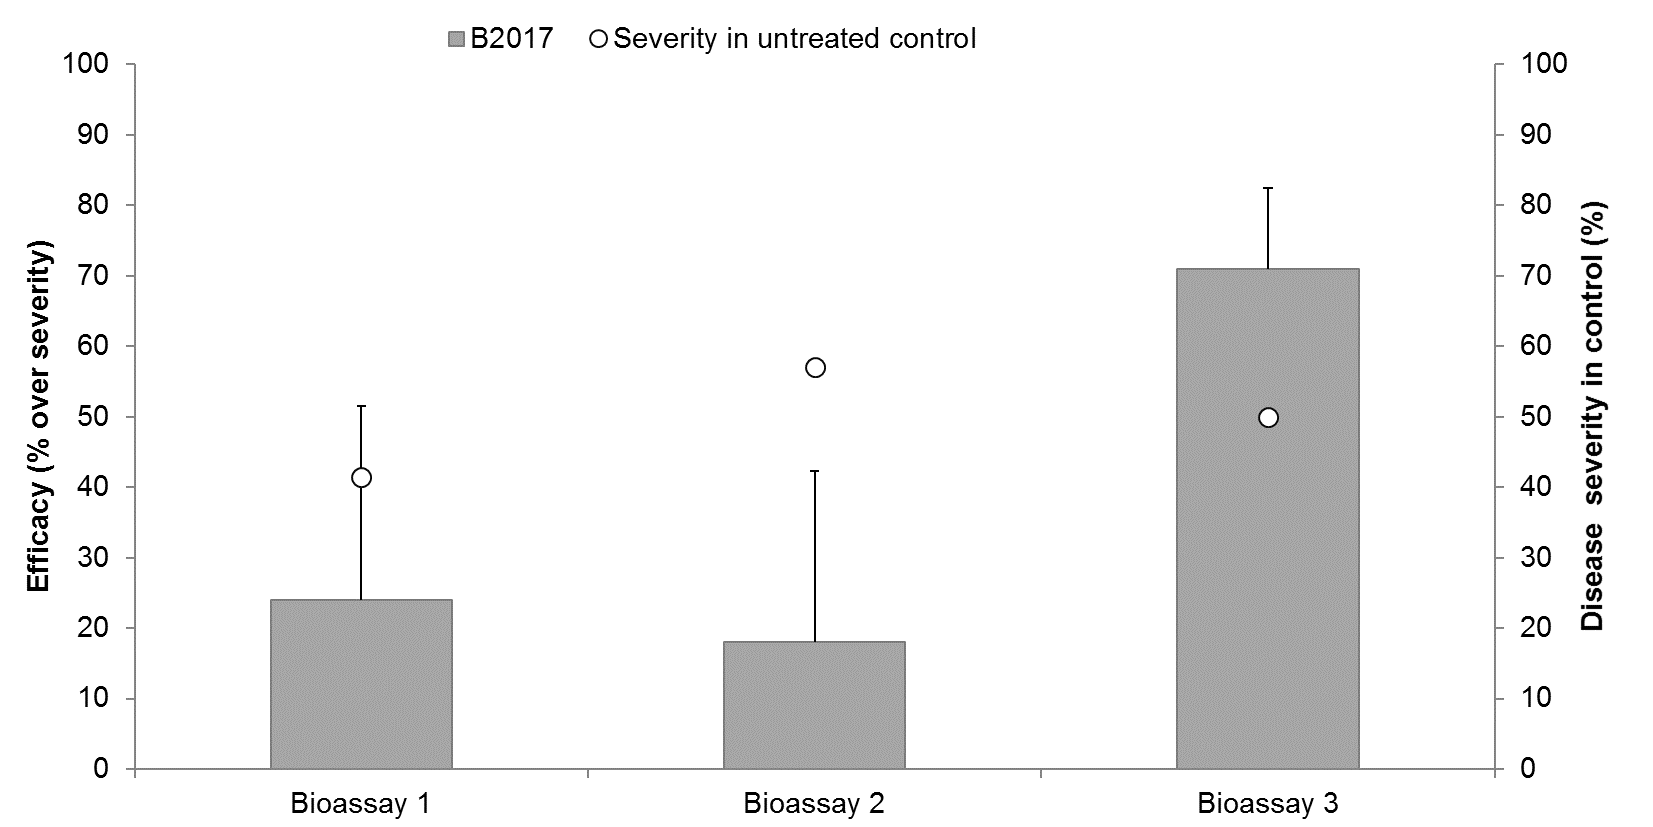 B2017 Severity in untreated control
100 100
90 90
80 80
70 70
60 60
50 50
40 40
30 30
20 20
10 10
0 0
Efficacy (% over severity)
Disease severity in control (%)
Bioassay 1 Bioassay 2 Bioassay 3